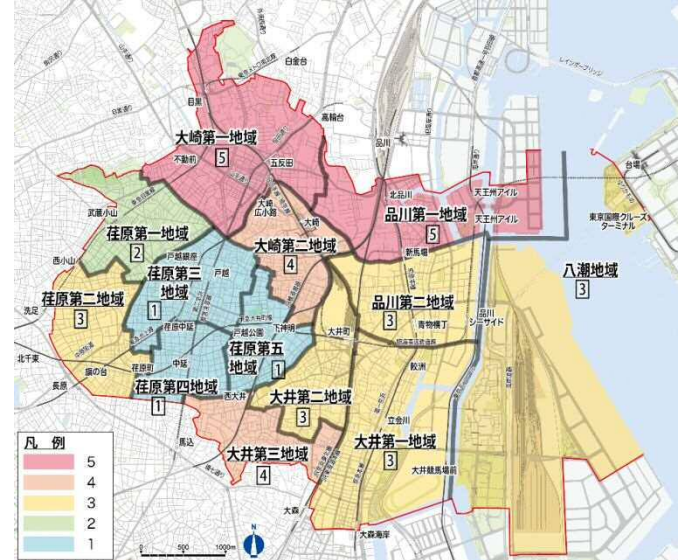 白金台
目黒
高輪台
大崎第一地域
5
不動前
五反田
品川
レインボーブリッジ
台場
北品川
天王洲アイル
天王洲アイル
品川第一地域
5
東京国際クルーズ
ターミナル
武蔵小山
大崎
広小路
大崎
荏原第一地域
2
大崎第二地域
4
新馬場
八潮地域
3
西小山
戸越銀座
荏原第三
地域
1
戸越
荏原第二地域
3
洗足
品川第二地域
3
青物横丁
品川
シーサイド
下神明
戸越公園
大井町
荏原中延
北千束
荏原第五
地域
1
鮫洲
旗の台
荏原町
中延
長原
荏原第四地域
1
西大井
大井第二地域
3
立会川
大井第一地域
3
馬込
大井第三地域
4
大井競馬場前
大森
大森海岸
凡 例
5
4
3
2
1
0 500 1000m
N